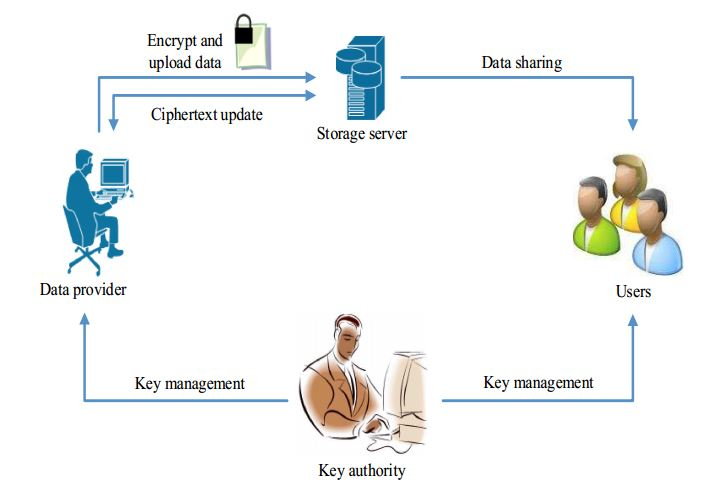 Encrypt and
upload data
Data sharing
Ciphertext update
Storage server
Data provider
Users
Key management
Key management
Key authority